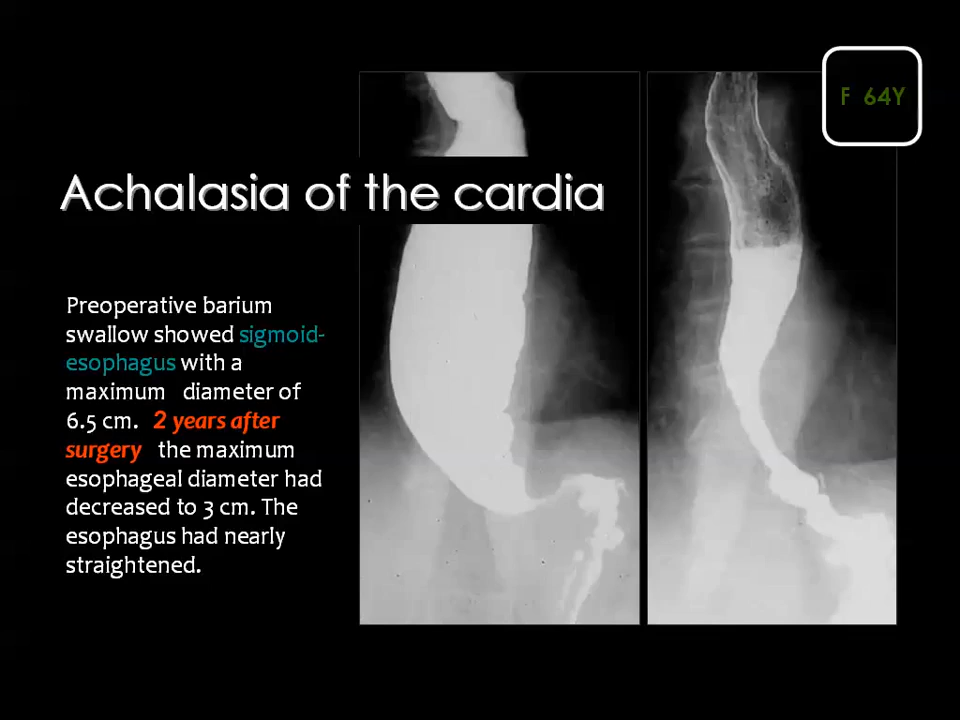 F 64Y
Achalasia of the cardia
Preoperative barium
swallow showed sigmoid-
esophagus with a
maximum diameter of
6.5 cm. 2 years after
surgery the maximum
esophageal diameter had
decreased to 3 cm. The
esophagus had nearly
straightened.